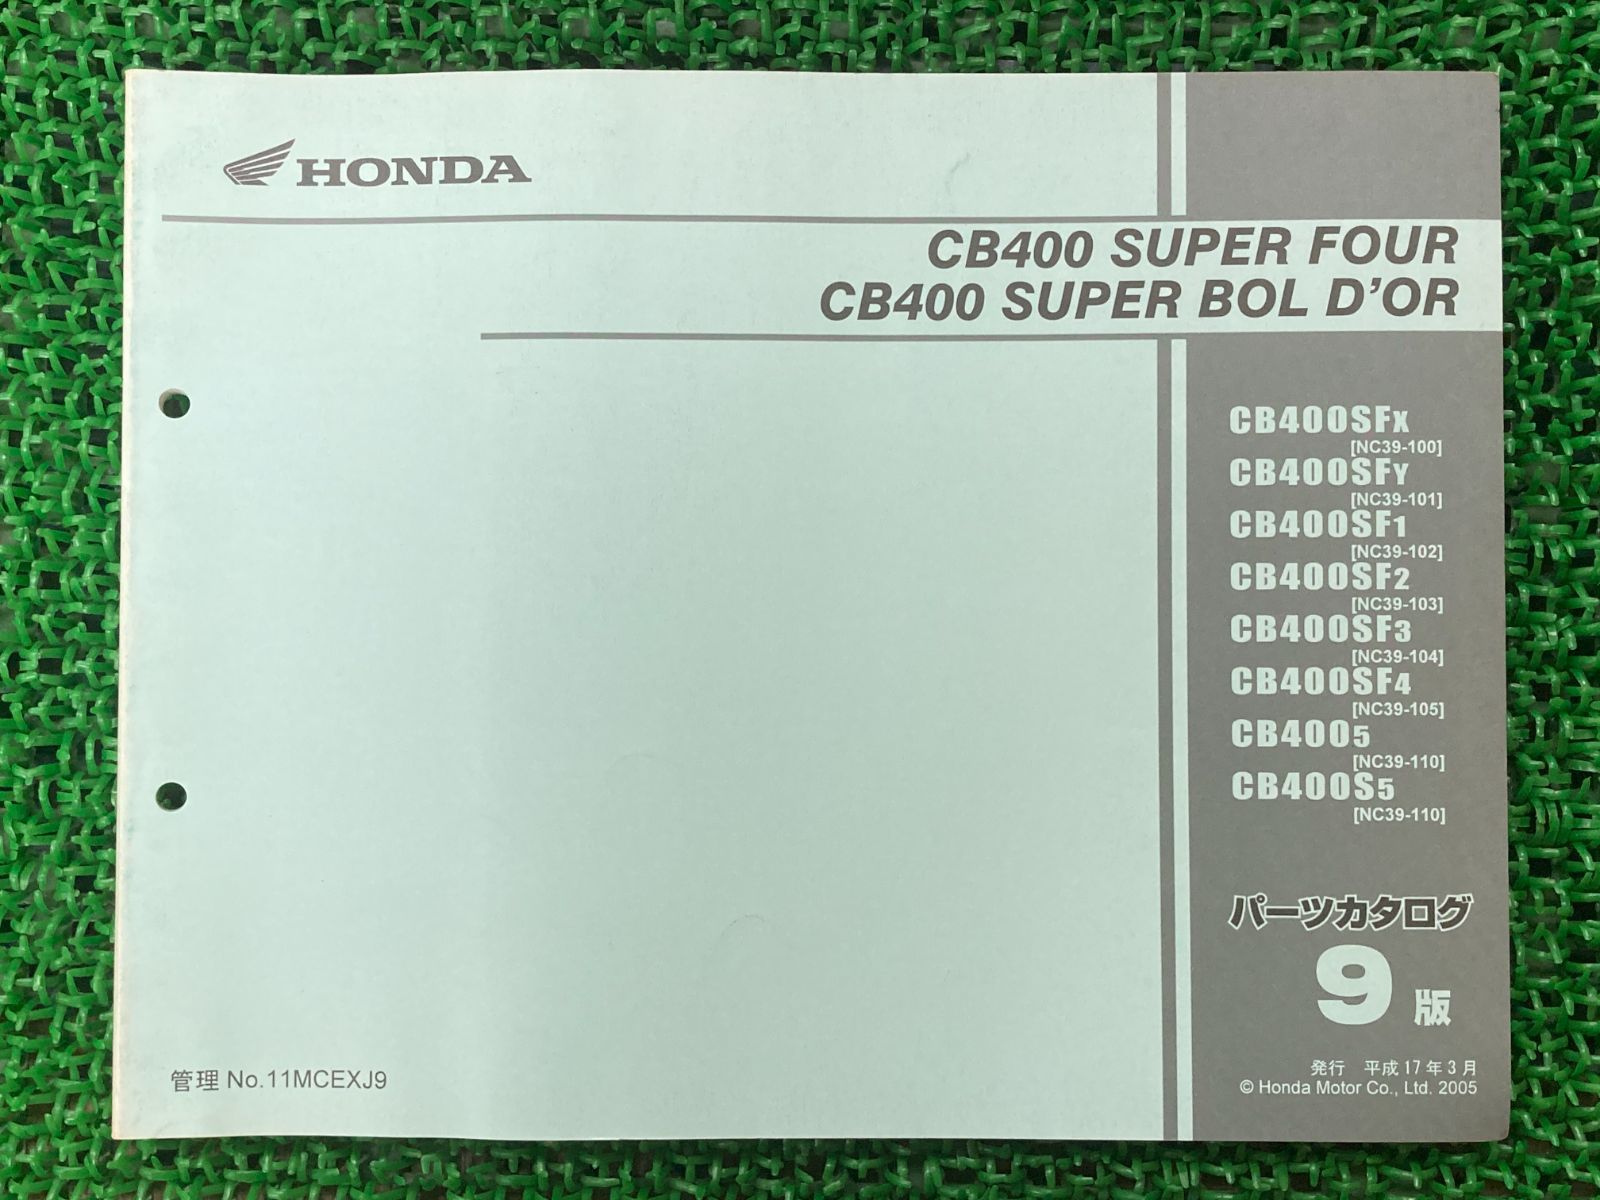 HONDA
CB400 SUPER FOUR
CB400 SUPER BOL D'OR
CB400SFX
[NC39-100]
CB400SFY
[NC39-101]
CB400SF1
[NC39-102]
CB400SF2
[NC39-103]
CB400SF3
[NC39-104]
CB400SF4
[NC39-105]
CB4005
[NC39-110]
CB400S5
[NC39-110]
パーツカタログ
9版
発行 平成17年3月
© Honda Motor Co., Ltd. 2005
管理 No.11MCEXJ9